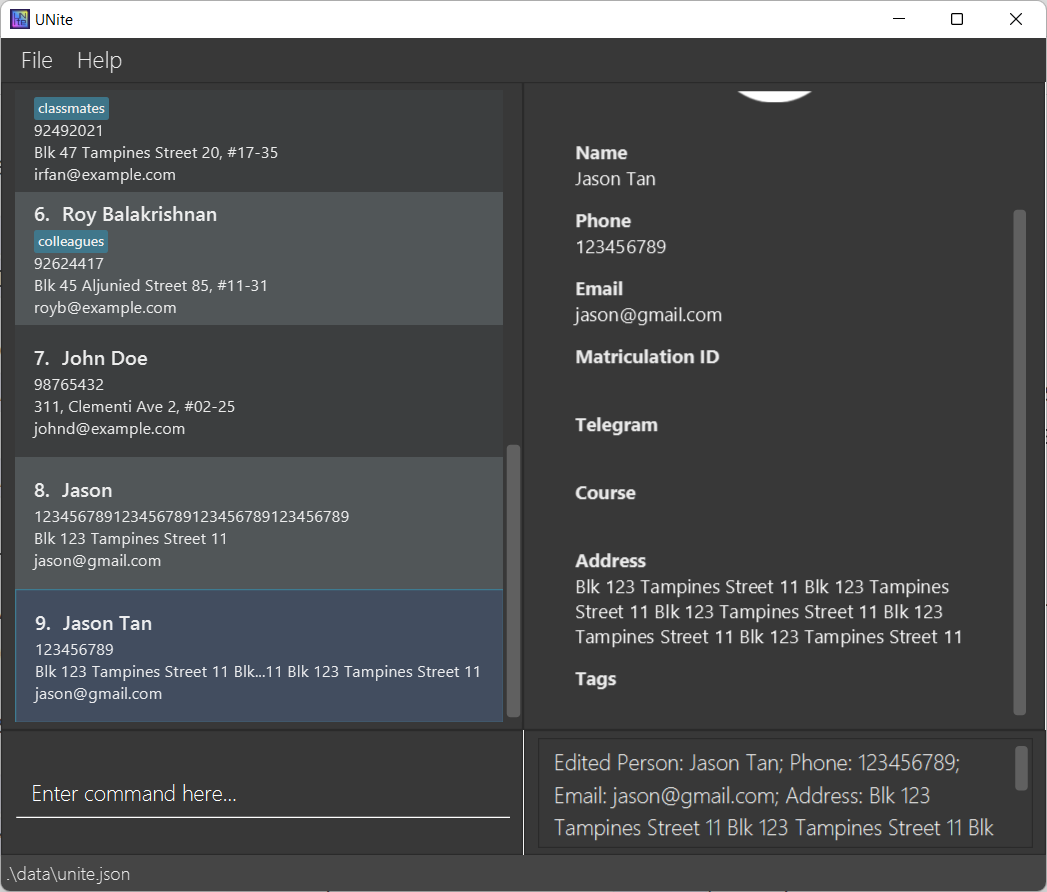 UNite
File Help
classmates
92492021
Blk 47 Tampines Street 20, #17-35
irfan@example.com
6. Roy Balakrishnan
colleagues
92624417
Blk 45 Aljunied Street 85, #11-31
royb@example.com
7. John Doe
98765432
311, Clementi Ave 2, #02-25
johnd@example.com
8. Jason
123456789123456789123456789123456789
Blk 123 Tampines Street 11
jason@gmail.com
9. Jason Tan
123456789
Blk 123 Tampines Street 11 Blk...11 Blk 123 Tampines Street 11
jason@gmail.com
Name
Jason Tan
Phone
123456789
Email
jason@gmail.com
Matriculation ID
Telegram
Course
Address
Blk 123 Tampines Street 11 Blk 123 Tampines
Street 11 Blk 123 Tampines Street 11 Blk 123
Tampines Street 11 Blk 123 Tampines Street 11
Tags
Enter command here...
Edited Person: Jason Tan; Phone: 123456789;
Email: jason@gmail.com; Address: Blk 123
Tampines Street 11 Blk 123 Tampines Street 11 Blk
.\data\unite.json